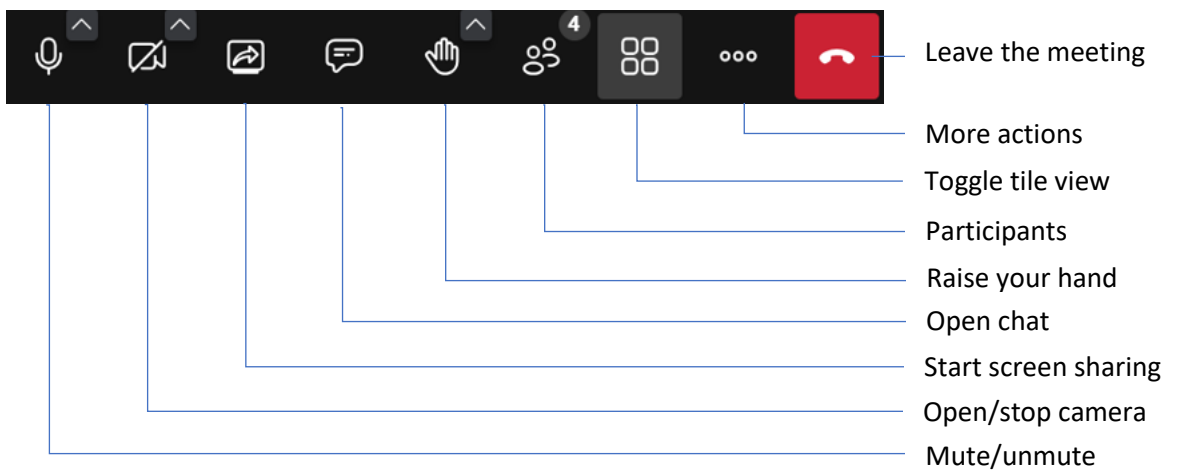 4
Leave the meeting
More actions
Toggle tile view
Participants
Raise your hand
Open chat
Start screen sharing
Open/stop camera
Mute/unmute